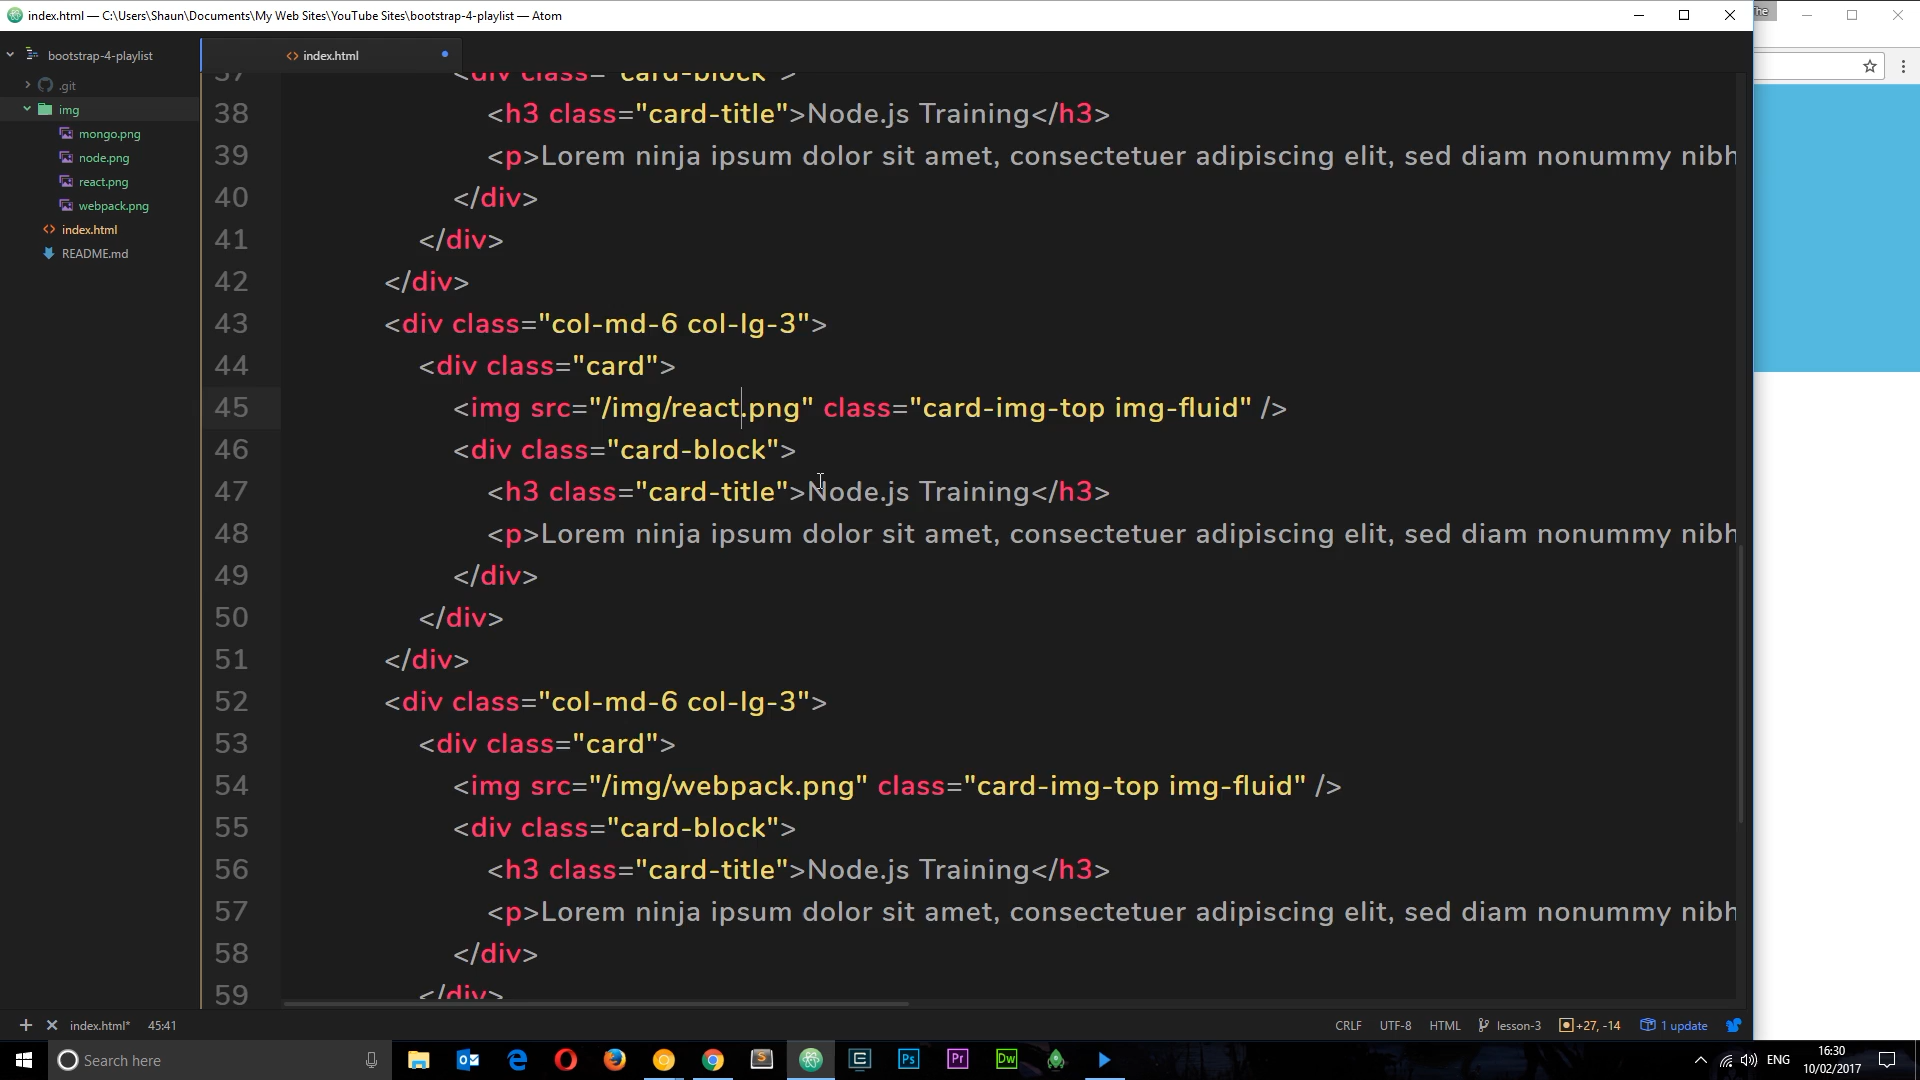 index.html — C:\Users\Shaun\Documents\My Web Sites\YouTube Sites\bootstrap-4-playlist — Atom
bootstrap-4-playlist
.git
img
mongo.png
node.png
react.png
webpack.png
index.html
README.md
index.html
37 <div class="card-block">
38 <h3 class="card-title">Node.js Training</h3>
39 <p>Lorem ninja ipsum dolor sit amet, consectetuer adipiscing elit, sed diam nonummy nibh
40 </div>
41 </div>
42 </div>
43 <div class="col-md-6 col-lg-3">
44 <div class="card">
45 <img src="/img/react.png" class="card-img-top img-fluid" />
46 <div class="card-block">
47 <h3 class="card-title">Node.js Training</h3>
48 <p>Lorem ninja ipsum dolor sit amet, consectetuer adipiscing elit, sed diam nonummy nibh
49 </div>
50 </div>
51 </div>
52 <div class="col-md-6 col-lg-3">
53 <div class="card">
54 <img src="/img/webpack.png" class="card-img-top img-fluid" />
55 <div class="card-block">
56 <h3 class="card-title">Node.js Training</h3>
57 <p>Lorem ninja ipsum dolor sit amet, consectetuer adipiscing elit, sed diam nonummy nibh
58 </div>
59 </div>
index.html* 45:41 CRLF UTF-8 HTML lesson-3 +27, -14 1 update
Search here
Ps
Pr
Dw
ENG
16:30
10/02/2017